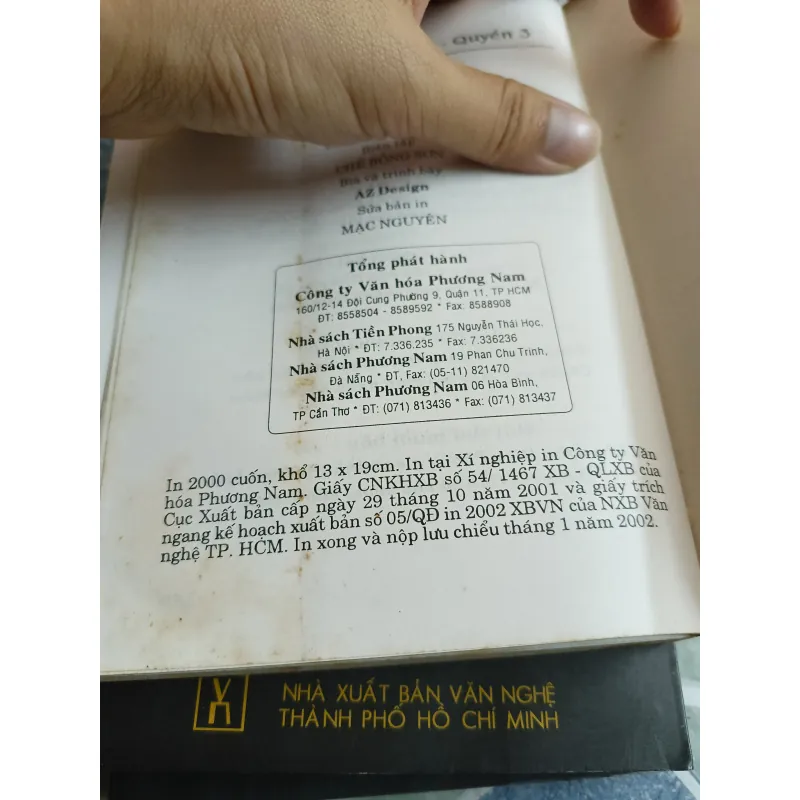 Quyển 3
Bìa và trình bày
AZ Design
Sửa bản in
MẠC NGUYÊN
Tổng phát hành
Công ty Văn hóa Phương Nam
160/12-14 Đội Cung Phường 9, Quận 11, TP HCM
ĐT: 8558504 - 8589592 * Fax: 8588908
Nhà sách Tiền Phong 175 Nguyễn Thái Học,
Hà Nội * ĐT: 7.336.235 * Fax: 7.336236
Nhà sách Phương Nam 19 Phan Chu Trinh,
Đà Nẵng * ĐT, Fax: (05-11) 821470
Nhà sách Phương Nam 06 Hòa Bình,
TP Cần Thơ * ĐT: (071) 813436 * Fax: (071) 813437
In 2000 cuốn, khổ 13 x 19cm. In tại Xí nghiệp in Công ty Văn
hóa Phương Nam. Giấy CNKHXB số 54/ 1467 XB - QLXB của
Cục Xuất bản cấp ngày 29 tháng 10 năm 2001 và giấy trích
ngang kế hoạch xuất bản số 05/QĐ in 2002 XBVN của NXB Văn
nghệ TP. HCM. In xong và nộp lưu chiểu tháng 1 năm 2002.
NHÀ XUẤT BẢN VĂN NGHỆ
THÀNH PHỐ HỒ CHÍ MINH